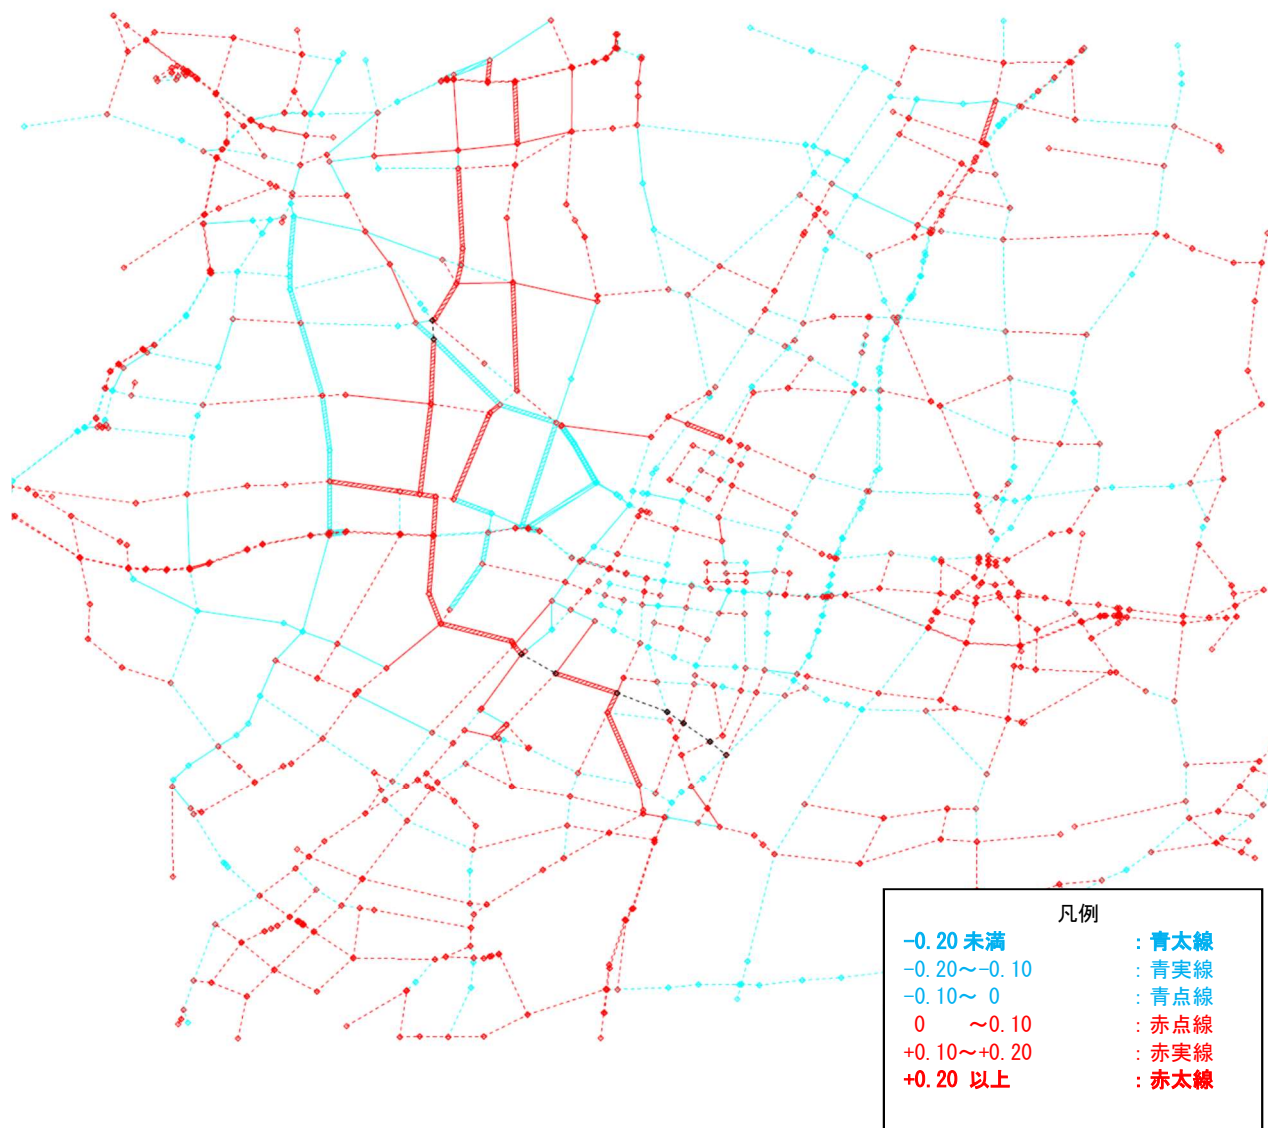 凡例
-0.20 未満 : 青太線
-0.20～-0.10 : 青実線
-0.10～ 0 : 青点線
0 ～0.10 : 赤点線
+0.10～+0.20 : 赤実線
+0.20 以上 : 赤太線